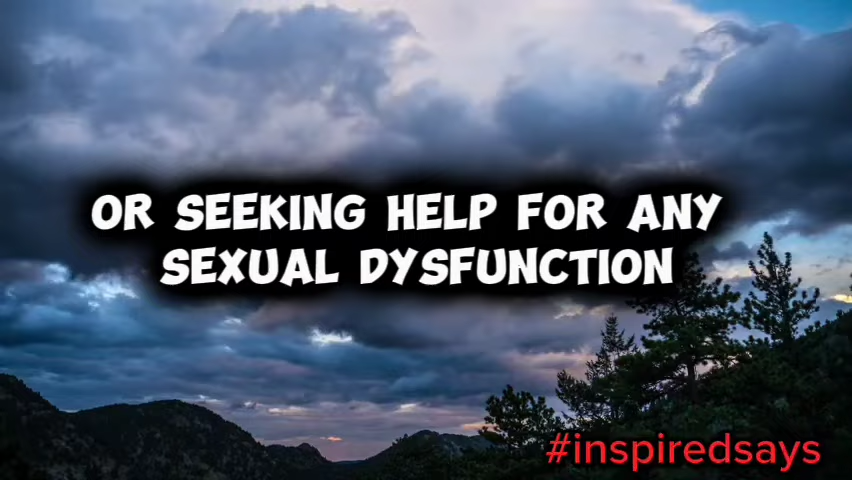 OR SEEKING HELP FOR ANY
SEXUAL DYSFUNCTION
#inspiredsays